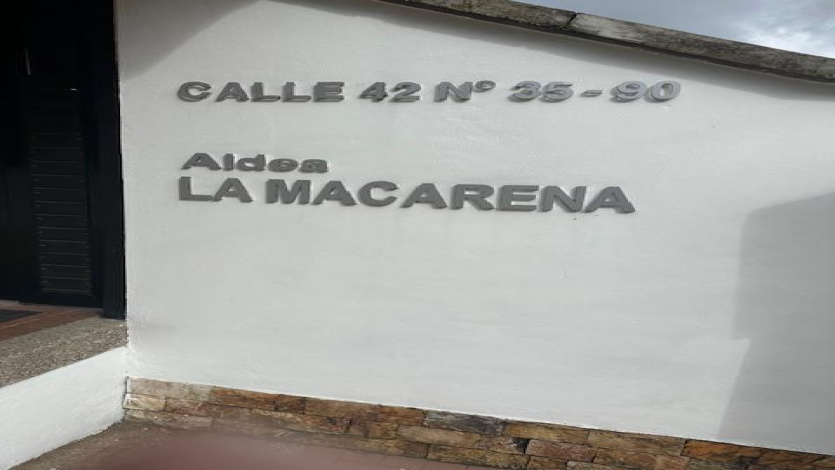 CALLE 42 Nº 35 - 90
Aldea
LA MACARENA